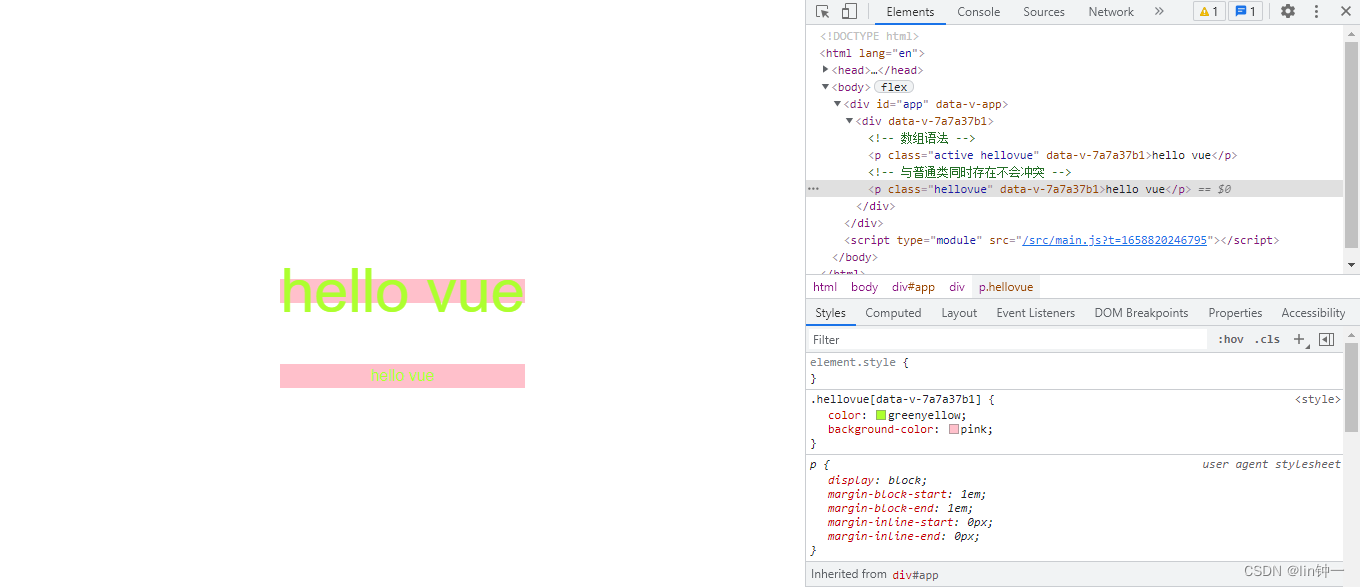 hello vue
hello vue
Elements Console Sources Network » 1 1
<!DOCTYPE html>
<html lang="en">
<head>…</head>
<body> flex
<div id="app" data-v-app>
<div data-v-7a7a37b1>
<!-- 数组语法 -->
<p class="active hellovue" data-v-7a7a37b1>hello vue</p>
<!-- 与普通类同时存在不会冲突 -->
<p class="hellovue" data-v-7a7a37b1>hello vue</p> == $0
</div>
</div>
<script type="module" src="/src/main.js?t=1658820246795"></script>
</body>
</html>
html body div#app div p.hellovue
Styles Computed Layout Event Listeners DOM Breakpoints Properties Accessibility
Filter :hov .cls +
element.style {
}
.hellovue[data-v-7a7a37b1] { <style>
color: greenyellow;
background-color: pink;
}
p { user agent stylesheet
display: block;
margin-block-start: 1em;
margin-block-end: 1em;
margin-inline-start: 0px;
margin-inline-end: 0px;
}
Inherited from div#app
CSDN @lin钟一